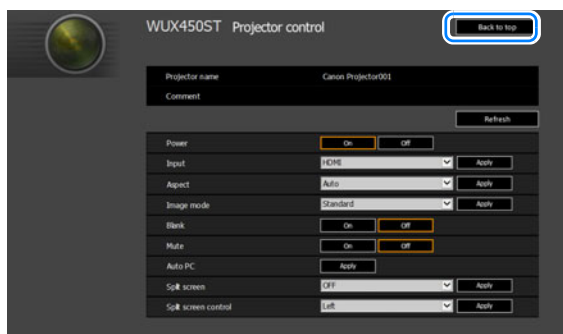 WUX450ST Projector control
Back to top
Projector name Canon Projector001
Comment
Refresh
Power On Off
Input HDMI Apply
Aspect Auto Apply
Image mode Standard Apply
Blank On Off
Mute On Off
Auto PC Apply
Split screen OFF Apply
Split screen control Left Apply